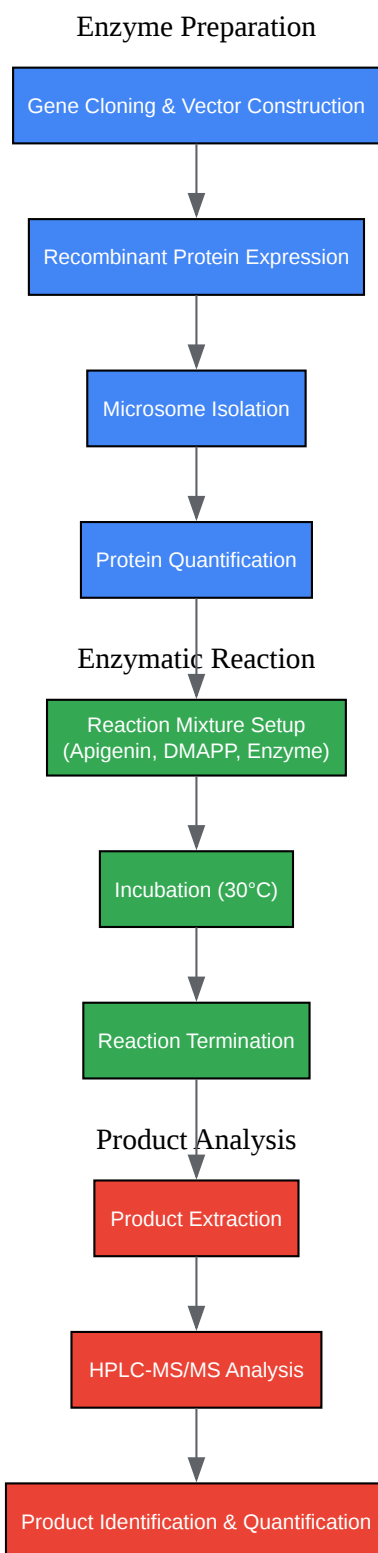 Enzyme Preparation
Gene Cloning & Vector Construction
Recombinant Protein Expression
Microsome Isolation
Protein Quantification
Enzymatic Reaction
Reaction Mixture Setup
(Apigenin, DMAPP, Enzyme)
Incubation (30°C)
Reaction Termination
Product Analysis
Product Extraction
HPLC-MS/MS Analysis
Product Identification & Quantification